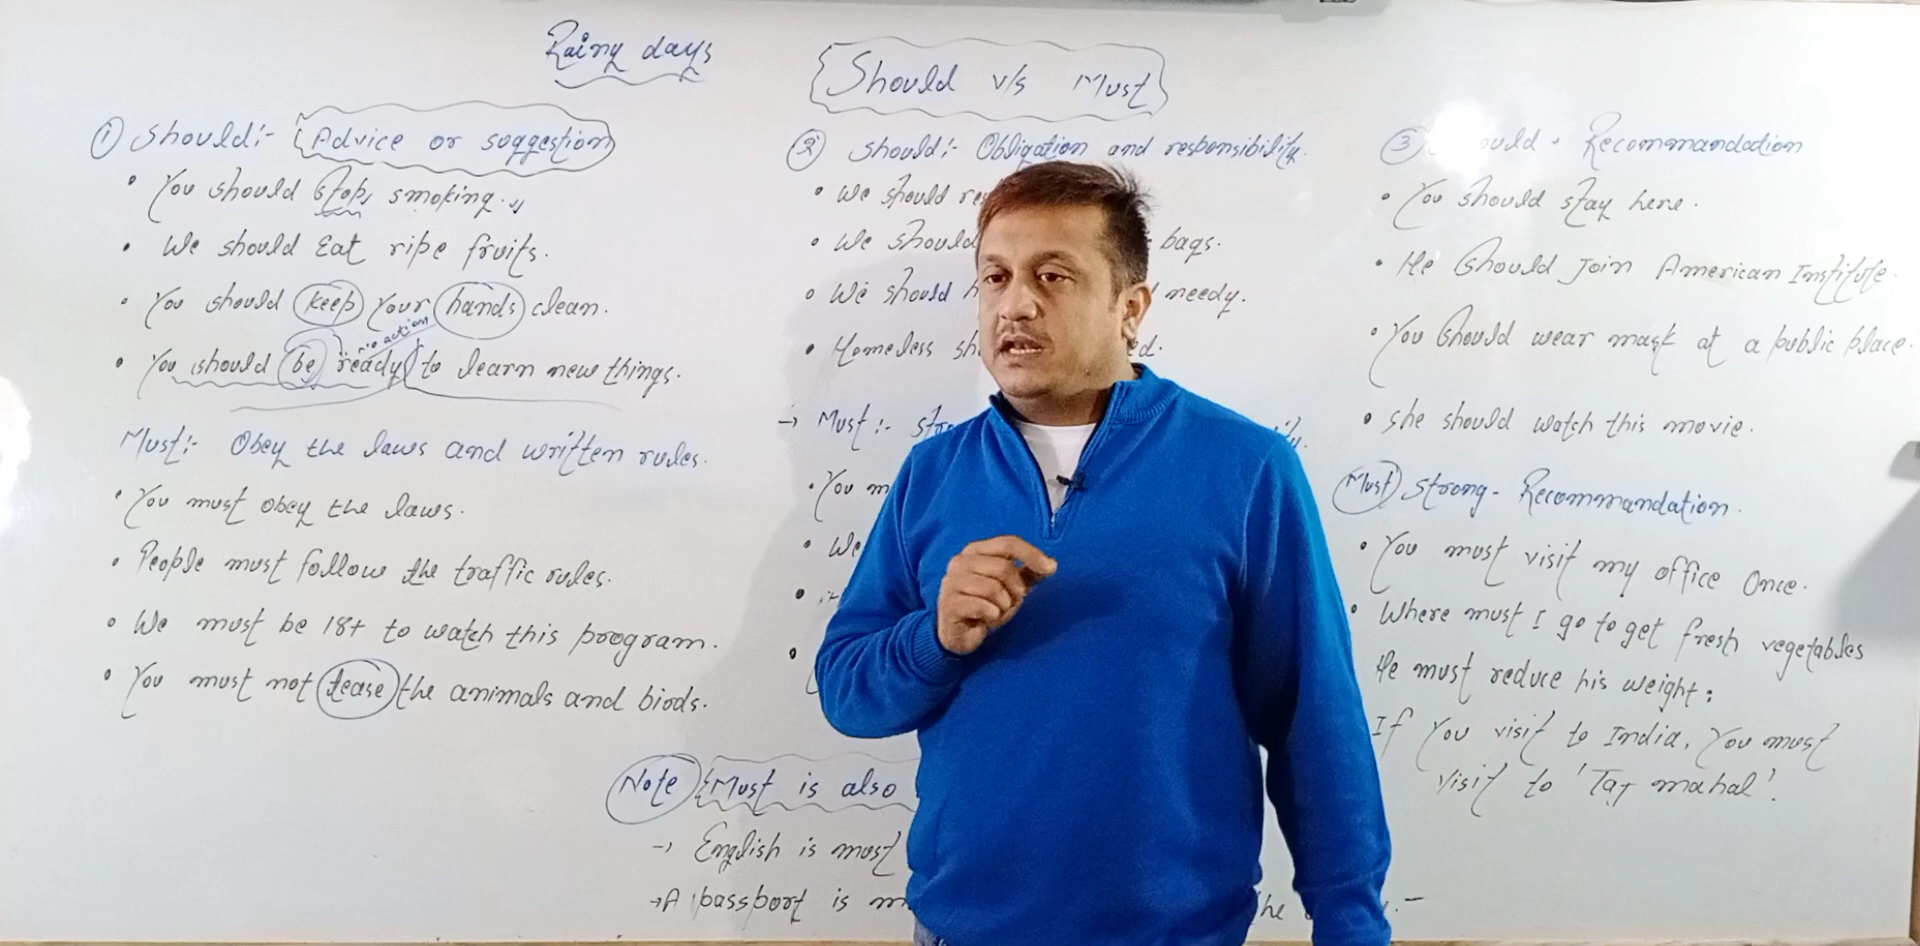 Rainy days
Should v/s Must
① Should:- Advice or soggestion
• You should stop smoking.
• We should Eat ripe fruits.
• You should keep your hands clean.
no action
• You should be ready to learn new things.
Must:- Obey the laws and written rules.
• You must obey the laws.
• People must follow the traffic rules.
• We must be 18+ to watch this program.
• You must not tease the animals and birds.
② Should:- Obligation and responsibility.
• We should
• We should bags.
• We should needy.
• Homeless
→ Must:-
• You
• We
③ Recommandation
• You should stay here.
• He should Join American Institute.
• You should wear mask at a public place.
• She should watch this movie.
Must Strong - Recommandation.
• You must visit my office Once.
• Where must I go to get fresh vegetables
He must reduce his weight:
If you visit to India, You must
visit to 'Taj mahal'.
Note Must is also
→ English is must
→ A passport is